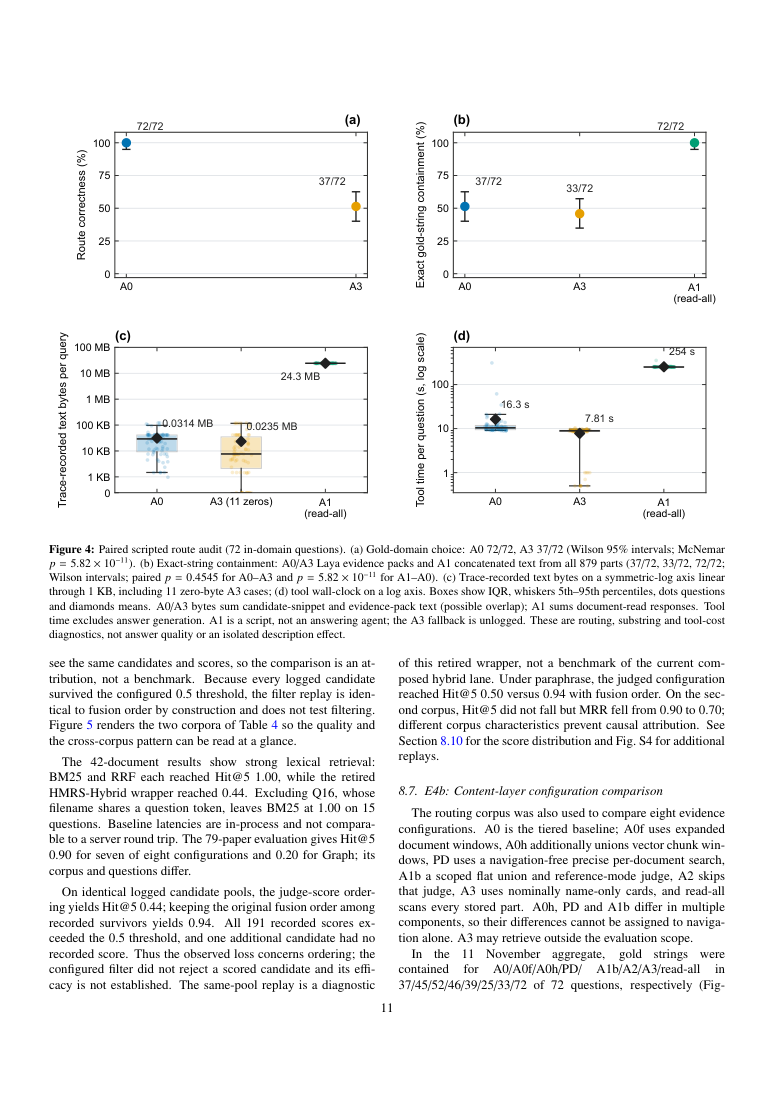 (a)
72/72
37/72
Route correctness (%)
100
75
50
25
0
A0
A3
(b)
72/72
37/72
33/72
Exact gold-string containment (%)
100
75
50
25
0
A0
A3
A1
(read-all)
(c)
Trace-recorded text bytes per query
100 MB
10 MB
1 MB
100 KB
10 KB
1 KB
0
24.3 MB
0.0314 MB
0.0235 MB
A0
A3 (11 zeros)
A1
(read-all)
(d)
Tool time per question (s, log scale)
100
10
1
254 s
16.3 s
7.81 s
A0
A3
A1
(read-all)
Figure 4: Paired scripted route audit (72 in-domain questions). (a) Gold-domain choice: A0 72/72, A3 37/72 (Wilson 95% intervals; McNemar
p = 5.82 × 10⁻¹¹). (b) Exact-string containment: A0/A3 Laya evidence packs and A1 concatenated text from all 879 parts (37/72, 33/72, 72/72;
Wilson intervals; paired p = 0.4545 for A0–A3 and p = 5.82 × 10⁻¹¹ for A1–A0). (c) Trace-recorded text bytes on a symmetric-log axis linear
through 1 KB, including 11 zero-byte A3 cases; (d) tool wall-clock on a log axis. Boxes show IQR, whiskers 5th–95th percentiles, dots questions
and diamonds means. A0/A3 bytes sum candidate-snippet and evidence-pack text (possible overlap); A1 sums document-read responses. Tool
time excludes answer generation. A1 is a script, not an answering agent; the A3 fallback is unlogged. These are routing, substring and tool-cost
diagnostics, not answer quality or an isolated description effect.
see the same candidates and scores, so the comparison is an at-
tribution, not a benchmark. Because every logged candidate
survived the configured 0.5 threshold, the filter replay is iden-
tical to fusion order by construction and does not test filtering.
Figure 5 renders the two corpora of Table 4 so the quality and
the cross-corpus pattern can be read at a glance.
The 42-document results show strong lexical retrieval:
BM25 and RRF each reached Hit@5 1.00, while the retired
HMRS-Hybrid wrapper reached 0.44. Excluding Q16, whose
filename shares a question token, leaves BM25 at 1.00 on 15
questions. Baseline latencies are in-process and not compara-
ble to a server round trip. The 79-paper evaluation gives Hit@5
0.90 for seven of eight configurations and 0.20 for Graph; its
corpus and questions differ.
On identical logged candidate pools, the judge-score order-
ing yields Hit@5 0.44; keeping the original fusion order among
recorded survivors yields 0.94. All 191 recorded scores ex-
ceeded the 0.5 threshold, and one additional candidate had no
recorded score. Thus the observed loss concerns ordering; the
configured filter did not reject a scored candidate and its effi-
cacy is not established. The same-pool replay is a diagnostic
of this retired wrapper, not a benchmark of the current com-
posed hybrid lane. Under paraphrase, the judged configuration
reached Hit@5 0.50 versus 0.94 with fusion order. On the sec-
ond corpus, Hit@5 did not fall but MRR fell from 0.90 to 0.70;
different corpus characteristics prevent causal attribution. See
Section 8.10 for the score distribution and Fig. S4 for additional
replays.
8.7. E4b: Content-layer configuration comparison
The routing corpus was also used to compare eight evidence
configurations. A0 is the tiered baseline; A0f uses expanded
document windows, A0h additionally unions vector chunk win-
dows, PD uses a navigation-free precise per-document search,
A1b a scoped flat union and reference-mode judge, A2 skips
that judge, A3 uses nominally name-only cards, and read-all
scans every stored part. A0h, PD and A1b differ in multiple
components, so their differences cannot be assigned to naviga-
tion alone. A3 may retrieve outside the evaluation scope.
In the 11 November aggregate, gold strings were
contained for A0/A0f/A0h/PD/ A1b/A2/A3/read-all in
37/45/52/46/39/25/33/72 of 72 questions, respectively (Fig-
11